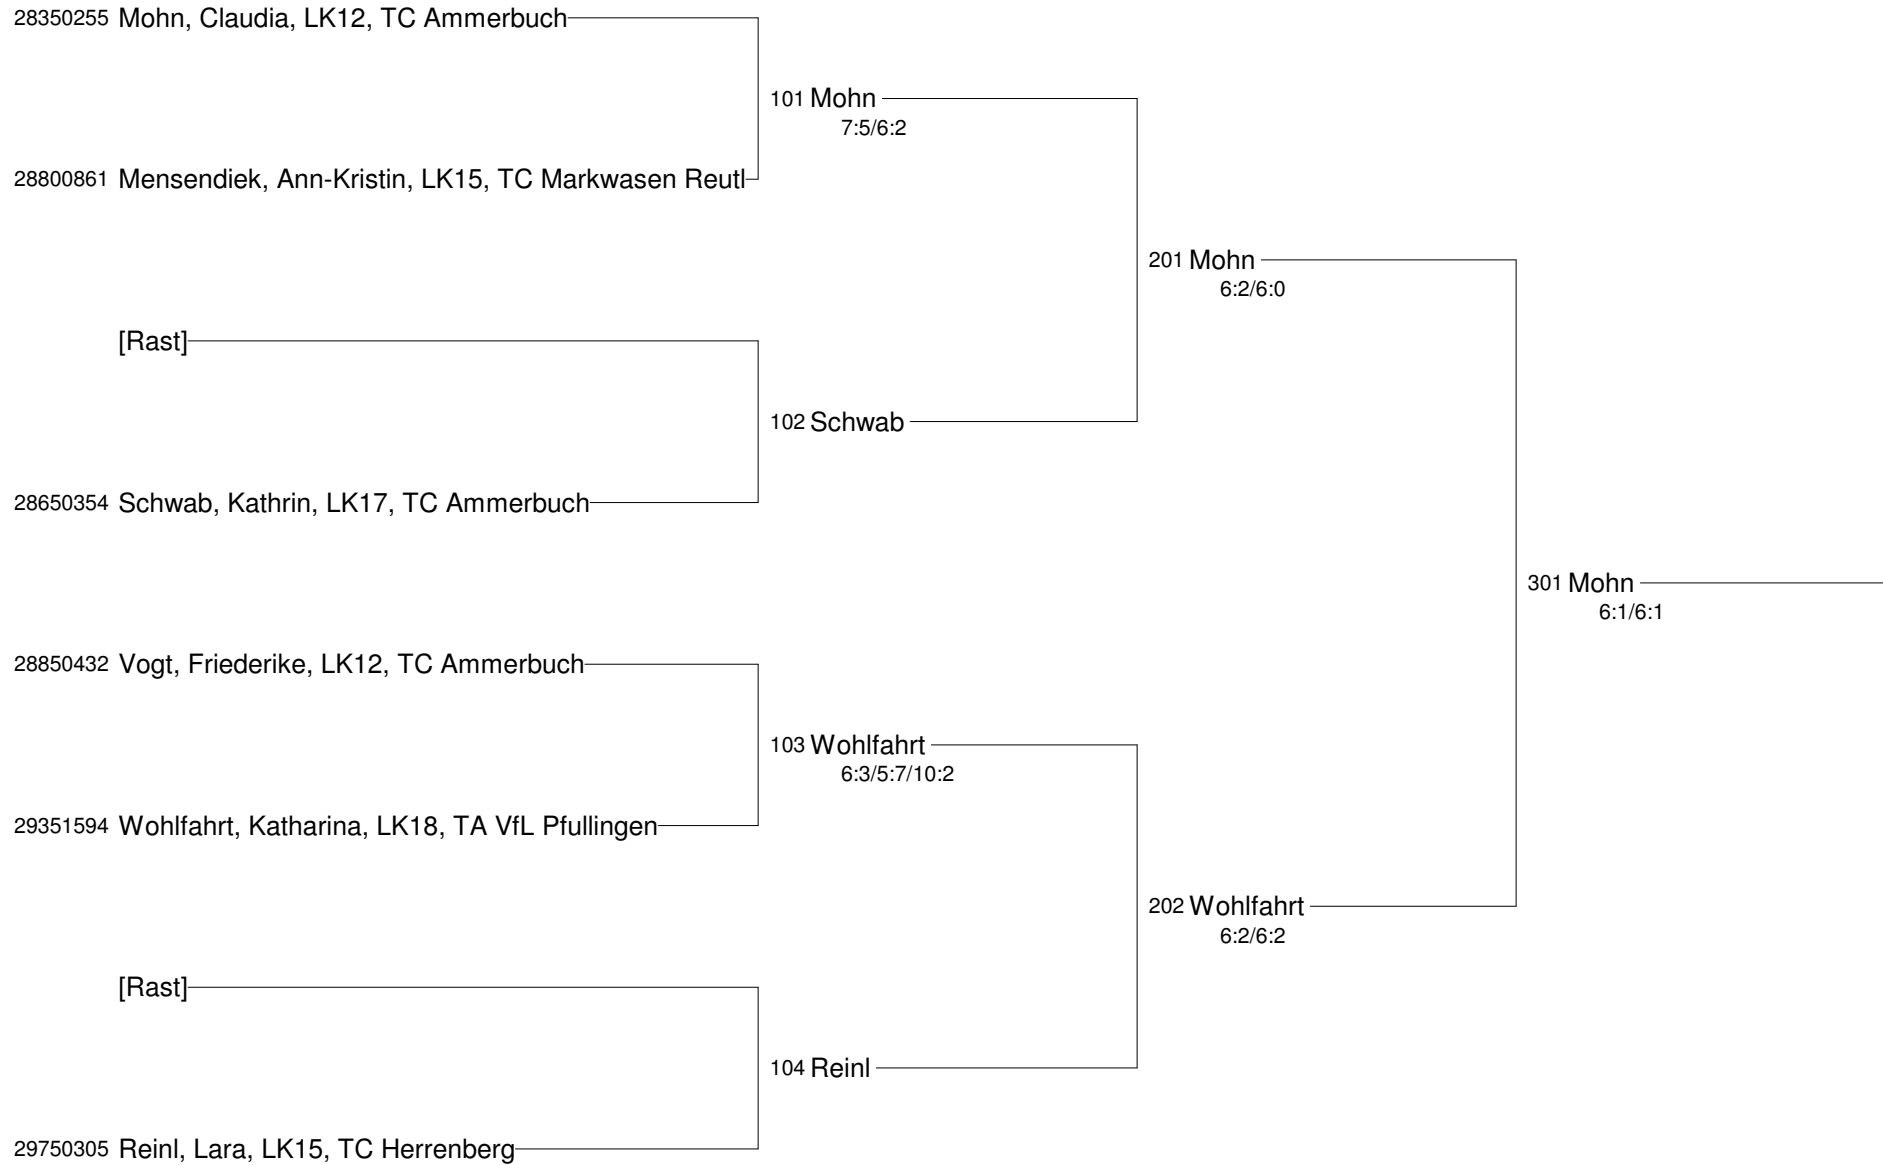 28350255 Mohn, Claudia, LK12, TC Ammerbuch
101 Mohn
7:5/6:2
28800861 Mensendiek, Ann-Kristin, LK15, TC Markwasen Reutl
201 Mohn
6:2/6:0
[Rast]
102 Schwab
28650354 Schwab, Kathrin, LK17, TC Ammerbuch
301 Mohn
6:1/6:1
28850432 Vogt, Friederike, LK12, TC Ammerbuch
103 Wohlfahrt
6:3/5:7/10:2
29351594 Wohlfahrt, Katharina, LK18, TA VfL Pfullingen
202 Wohlfahrt
6:2/6:2
[Rast]
104 Reinl
29750305 Reinl, Lara, LK15, TC Herrenberg